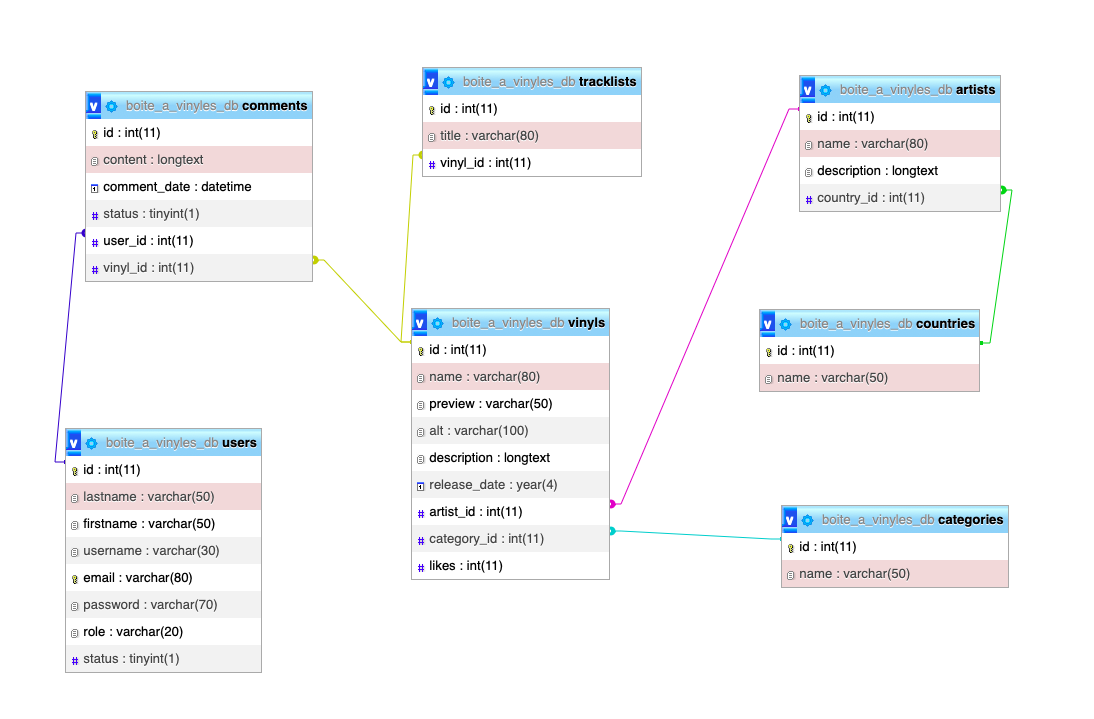 boite_a_vinyles_db comments
id : int(11)
content : longtext
comment_date : datetime
status : tinyint(1)
user_id : int(11)
vinyl_id : int(11)
boite_a_vinyles_db tracklists
id : int(11)
title : varchar(80)
vinyl_id : int(11)
boite_a_vinyles_db artists
id : int(11)
name : varchar(80)
description : longtext
country_id : int(11)
boite_a_vinyles_db vinyls
id : int(11)
name : varchar(80)
preview : varchar(50)
alt : varchar(100)
description : longtext
release_date : year(4)
artist_id : int(11)
category_id : int(11)
likes : int(11)
boite_a_vinyles_db countries
id : int(11)
name : varchar(50)
boite_a_vinyles_db users
id : int(11)
lastname : varchar(50)
firstname : varchar(50)
username : varchar(30)
email : varchar(80)
password : varchar(70)
role : varchar(20)
status : tinyint(1)
boite_a_vinyles_db categories
id : int(11)
name : varchar(50)